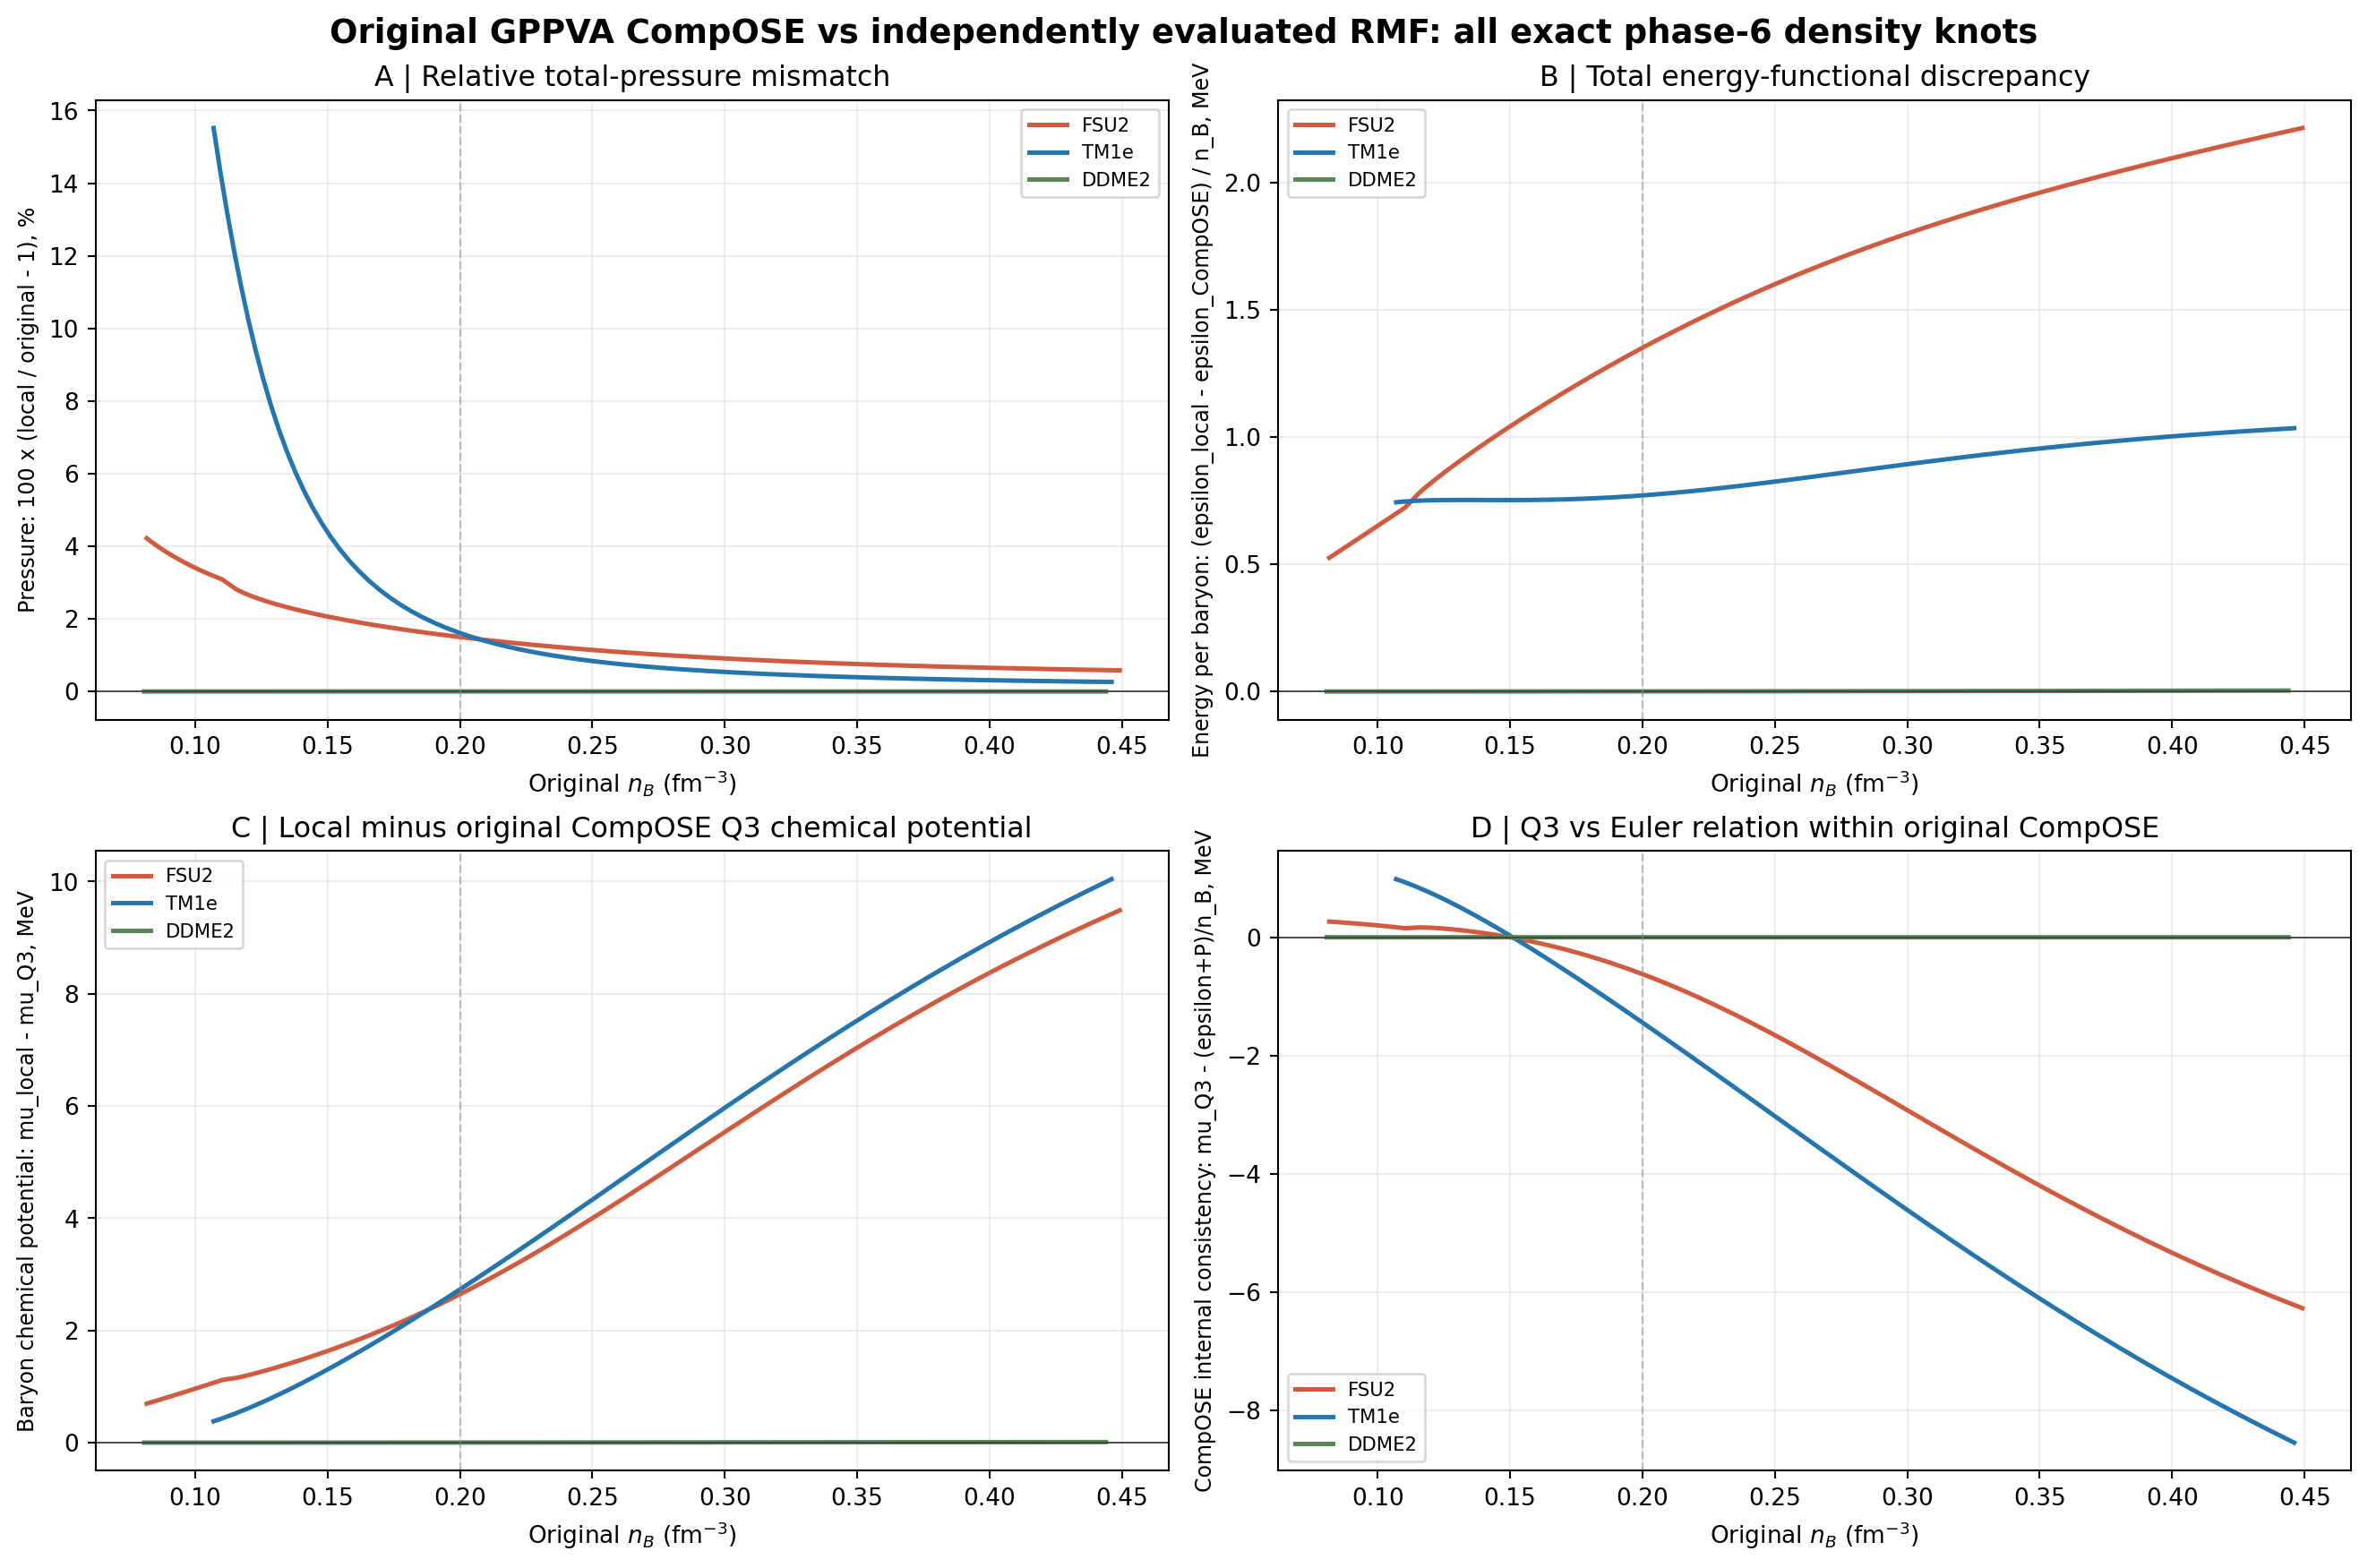 Original GPPVA CompOSE vs independently evaluated RMF: all exact phase-6 density knots
A | Relative total-pressure mismatch
Pressure: 100 x (local / original - 1), %
16
14
12
10
8
6
4
2
0
FSU2
TM1e
DDME2
0.10 0.15 0.20 0.25 0.30 0.35 0.40 0.45
Original n_B (fm⁻³)
B | Total energy-functional discrepancy
Energy per baryon: (epsilon_local - epsilon_CompOSE) / n_B, MeV
2.0
1.5
1.0
0.5
0.0
FSU2
TM1e
DDME2
0.10 0.15 0.20 0.25 0.30 0.35 0.40 0.45
Original n_B (fm⁻³)
C | Local minus original CompOSE Q3 chemical potential
Baryon chemical potential: mu_local - mu_Q3, MeV
10
8
6
4
2
0
FSU2
TM1e
DDME2
0.10 0.15 0.20 0.25 0.30 0.35 0.40 0.45
Original n_B (fm⁻³)
D | Q3 vs Euler relation within original CompOSE
CompOSE internal consistency: mu_Q3 - (epsilon+P)/n_B, MeV
0
−2
−4
−6
−8
FSU2
TM1e
DDME2
0.10 0.15 0.20 0.25 0.30 0.35 0.40 0.45
Original n_B (fm⁻³)